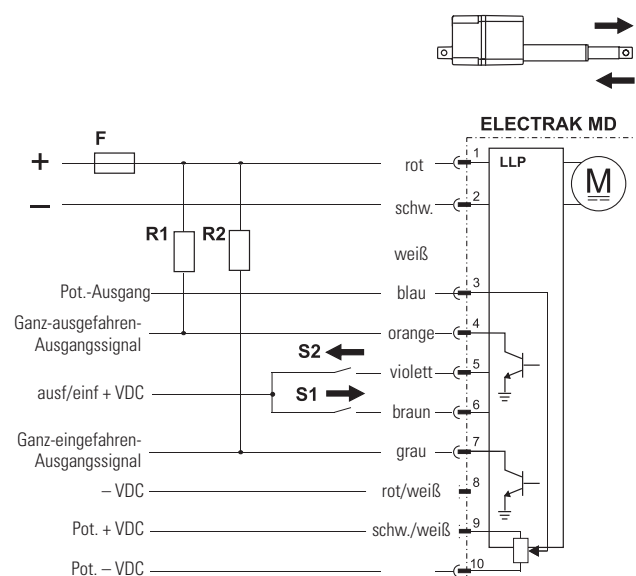 ELECTRAK MD
F
+ rot 1 LLP
M
– schw. 2
R1 R2
weiß
Pot.-Ausgang blau 3
Ganz-ausgefahren-
Ausgangssignal
orange 4
S2 violett 5
ausf/einf + VDC
S1 braun 6
Ganz-eingefahren-
Ausgangssignal
grau 7
– VDC rot/weiß 8
Pot. + VDC schw./weiß 9
Pot. – VDC 10